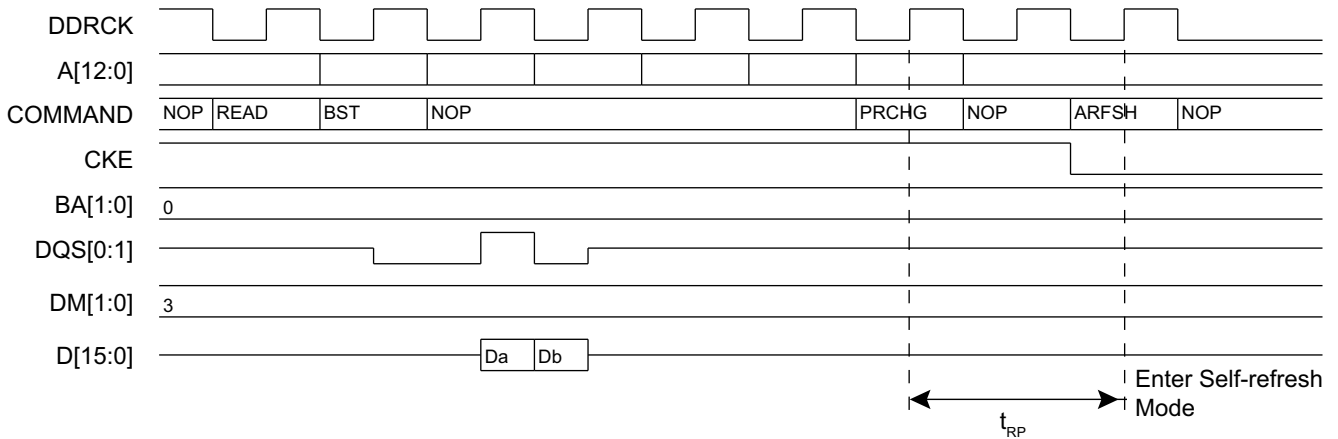 DDRCK
A[12:0]
COMMAND NOP READ BST NOP PRCHG NOP ARFSH NOP
CKE
BA[1:0] 0
DQS[0:1]
DM[1:0] 3
D[15:0] Da Db
Enter Self-refresh
Mode
tRP